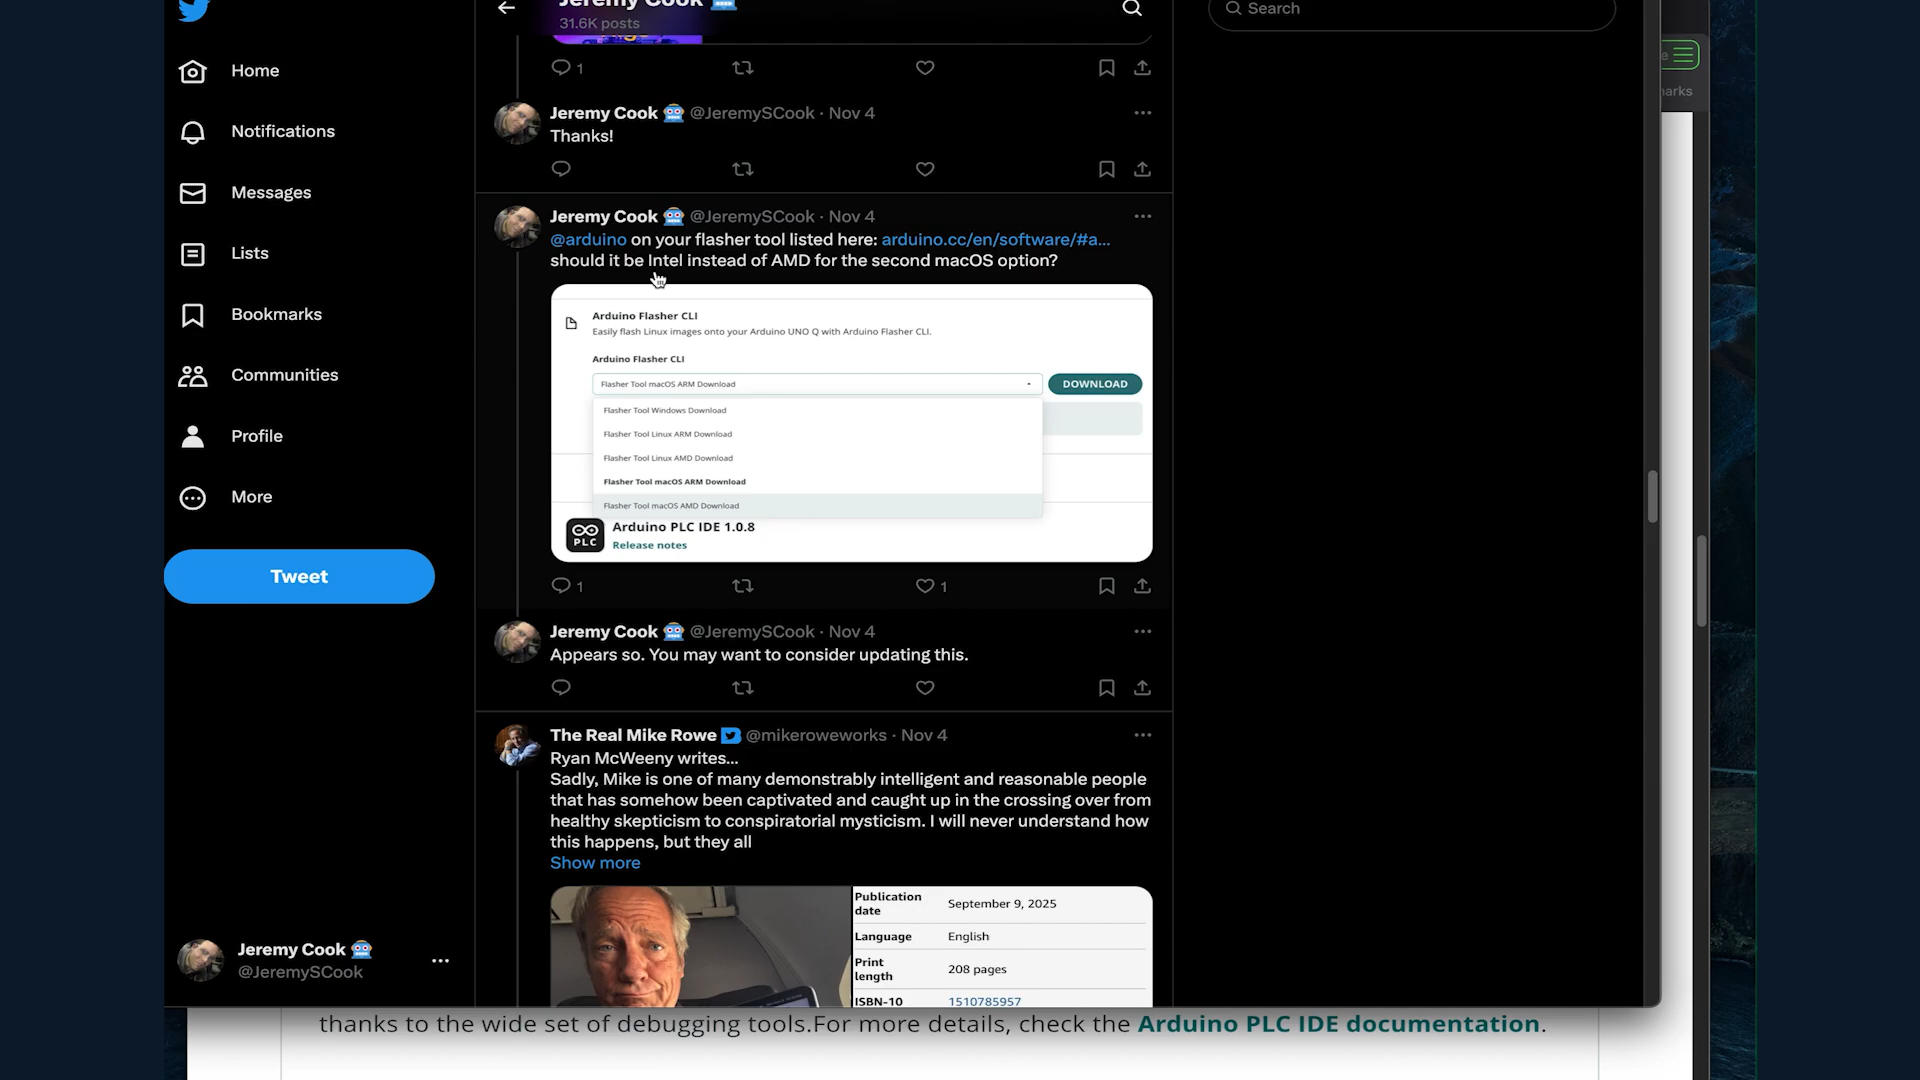 Jeremy Cook
31.6K posts
Search
Home
Notifications
Messages
Lists
Bookmarks
Communities
Profile
More
Tweet
1
Jeremy Cook @JeremySCook · Nov 4
Thanks!
Jeremy Cook @JeremySCook · Nov 4
@arduino on your flasher tool listed here: arduino.cc/en/software/#a...
should it be Intel instead of AMD for the second macOS option?
Arduino Flasher CLI
Easily flash Linux images onto your Arduino UNO Q with Arduino Flasher CLI.
Arduino Flasher CLI
Flasher Tool macOS ARM Download
DOWNLOAD
Flasher Tool Windows Download
Flasher Tool Linux ARM Download
Flasher Tool Linux AMD Download
Flasher Tool macOS ARM Download
Flasher Tool macOS AMD Download
PLC
Arduino PLC IDE 1.0.8
Release notes
1
1
Jeremy Cook @JeremySCook · Nov 4
Appears so. You may want to consider updating this.
The Real Mike Rowe @mikeroweworks · Nov 4
Ryan McWeeny writes...
Sadly, Mike is one of many demonstrably intelligent and reasonable people
that has somehow been captivated and caught up in the crossing over from
healthy skepticism to conspiratorial mysticism. I will never understand how
this happens, but they all
Show more
Publication date September 9, 2025
Language English
Print length 208 pages
ISBN-10 1510785957
Jeremy Cook
@JeremySCook
thanks to the wide set of debugging tools.For more details, check the Arduino PLC IDE documentation.